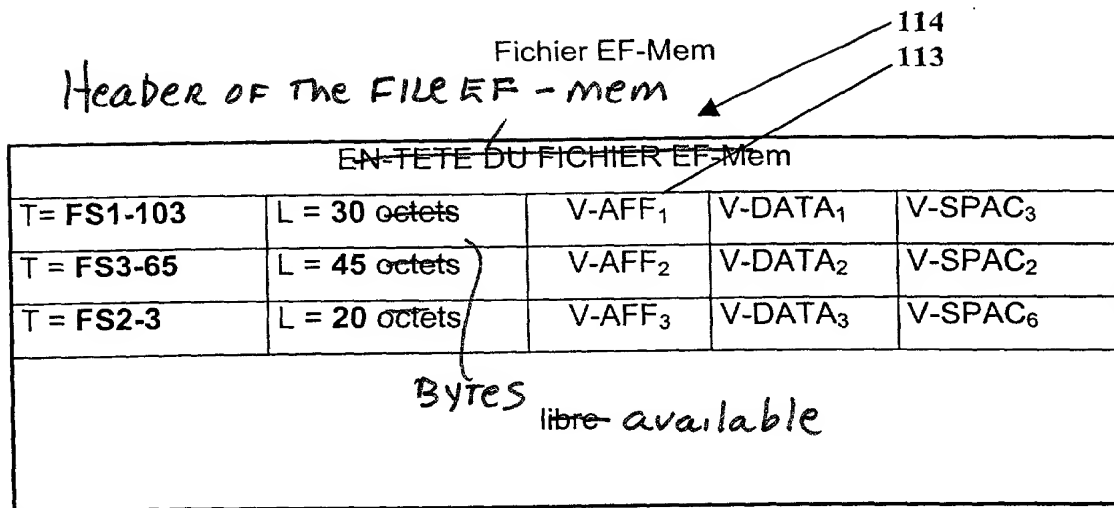 114
Fichier EF-Mem
113
Header of the File EF-mem
EN-TETE DU FICHIER EF-Mem
T= FS1-103 L = 30 octets V-AFF₁ V-DATA₁ V-SPAC₃
T = FS3-65 L = 45 octets V-AFF₂ V-DATA₂ V-SPAC₂
T = FS2-3 L = 20 octets V-AFF₃ V-DATA₃ V-SPAC₆
Bytes
libre available